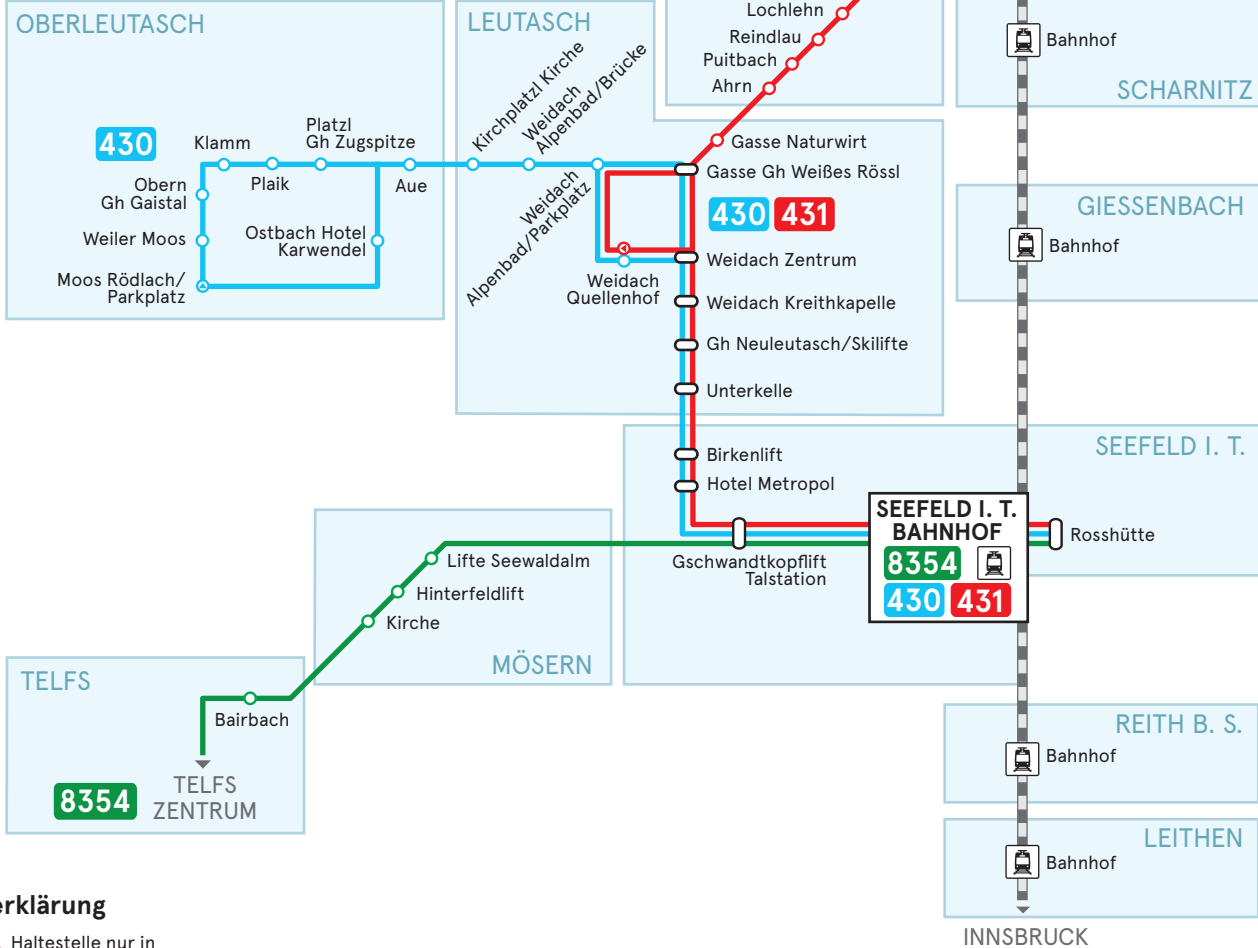 OBERLEUTASCH
430
Klamm
Platzl
Gh Zugspitze
Plaik
Aue
Obern
Gh Gaistal
Weiler Moos
Ostbach Hotel
Karwendel
Moos Rödlach/
Parkplatz
LEUTASCH
Kirchplatzl Kirche
Weidach
Alpenbad/Brücke
Weidach
Alpenbad/Parkplatz
Weidach
Quellenhof
Lochlehn
Reindlau
Puitbach
Ahrn
Gasse Naturwirt
Gasse Gh Weißes Rössl
430 431
Weidach Zentrum
Weidach Kreithkapelle
Gh Neuleutasch/Skilifte
Unterkelle
Bahnhof
SCHARNITZ
GIESSENBACH
Bahnhof
SEEFELD I. T.
Birkenlift
Hotel Metropol
Gschwandtkopflift
Talstation
SEEFELD I. T.
BAHNHOF
8354
430 431
Rosshütte
Lifte Seewaldalm
Hinterfeldlift
Kirche
MÖSERN
TELFS
Bairbach
8354
TELFS
ZENTRUM
REITH B. S.
Bahnhof
LEITHEN
Bahnhof
INNSBRUCK
erklärung
Haltestelle nur in